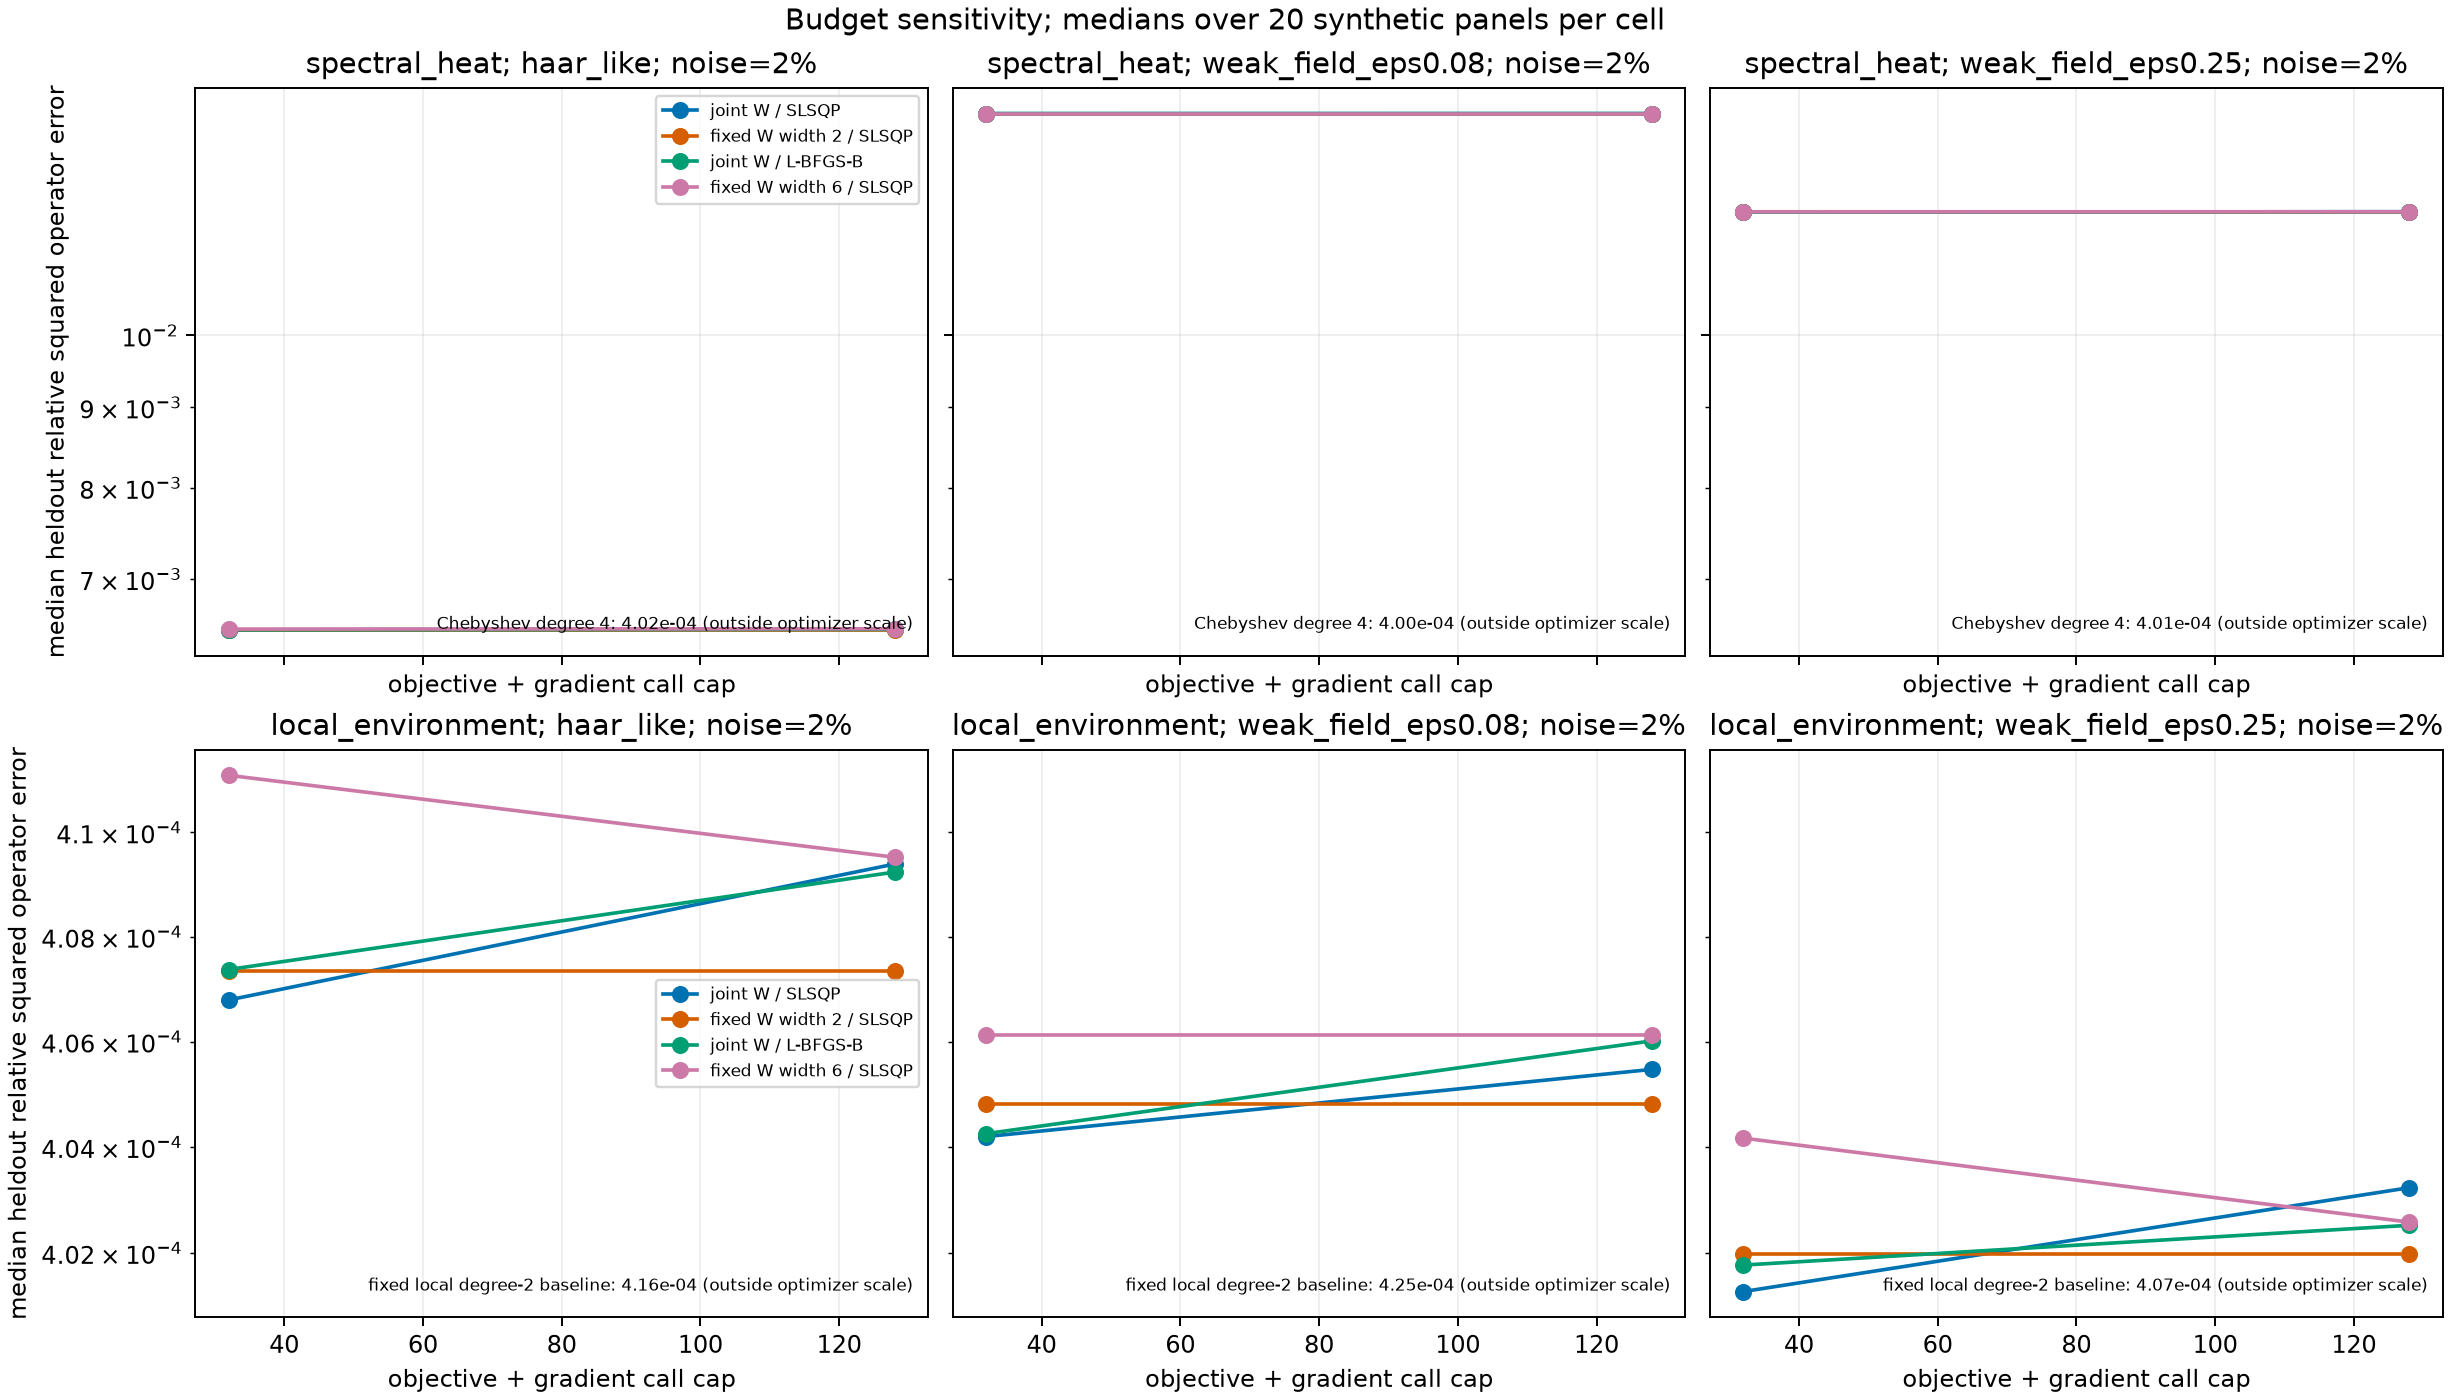 Budget sensitivity; medians over 20 synthetic panels per cell
spectral_heat; haar_like; noise=2%
spectral_heat; weak_field_eps0.08; noise=2%
spectral_heat; weak_field_eps0.25; noise=2%
median heldout relative squared operator error
10⁻²
9 × 10⁻³
8 × 10⁻³
7 × 10⁻³
joint W / SLSQP
fixed W width 2 / SLSQP
joint W / L-BFGS-B
fixed W width 6 / SLSQP
Chebyshev degree 4: 4.02e-04 (outside optimizer scale)
Chebyshev degree 4: 4.00e-04 (outside optimizer scale)
Chebyshev degree 4: 4.01e-04 (outside optimizer scale)
objective + gradient call cap
objective + gradient call cap
objective + gradient call cap
local_environment; haar_like; noise=2%
local_environment; weak_field_eps0.08; noise=2%
local_environment; weak_field_eps0.25; noise=2%
median heldout relative squared operator error
4.1 × 10⁻⁴
4.08 × 10⁻⁴
4.06 × 10⁻⁴
4.04 × 10⁻⁴
4.02 × 10⁻⁴
joint W / SLSQP
fixed W width 2 / SLSQP
joint W / L-BFGS-B
fixed W width 6 / SLSQP
fixed local degree-2 baseline: 4.16e-04 (outside optimizer scale)
fixed local degree-2 baseline: 4.25e-04 (outside optimizer scale)
fixed local degree-2 baseline: 4.07e-04 (outside optimizer scale)
40 60 80 100 120
40 60 80 100 120
40 60 80 100 120
objective + gradient call cap
objective + gradient call cap
objective + gradient call cap